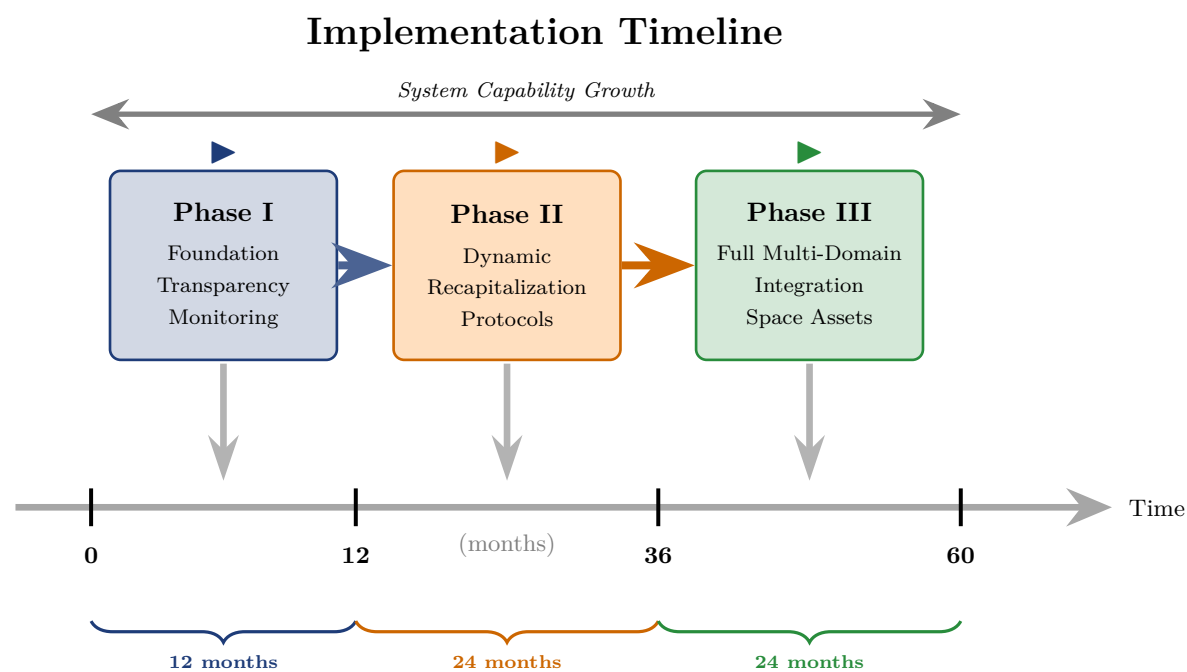 Implementation Timeline
System Capability Growth
Phase I
Foundation
Transparency
Monitoring
Phase II
Dynamic
Recapitalization
Protocols
Phase III
Full Multi-Domain
Integration
Space Assets
Time
0
12
(months)
36
60
12 months
24 months
24 months